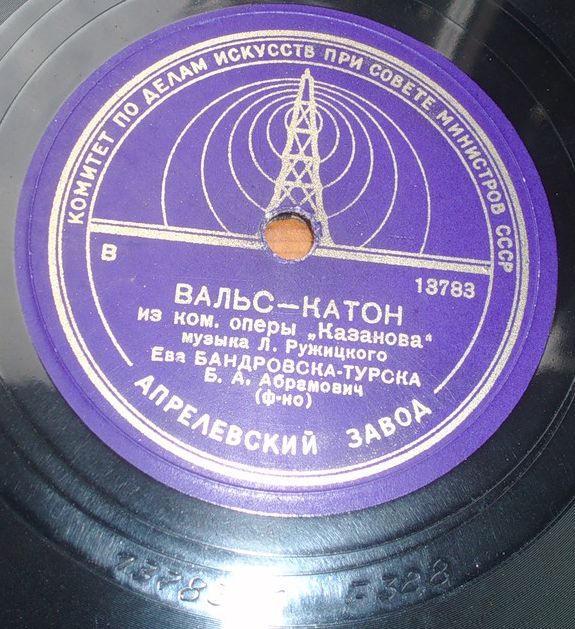 КОМИТЕТ ПО ДЕЛАМ ИСКУССТВ ПРИ СОВЕТЕ МИНИСТРОВ СССР
В
13783
ВАЛЬС–КАТОН
из ком. оперы „Казанова“
музыка Л. Ружицкого
Ева БАНДРОВСКА-ТУРСКА
Б. А. Абрамович
(ф-но)
АПРЕЛЕВСКИЙ ЗАВОД